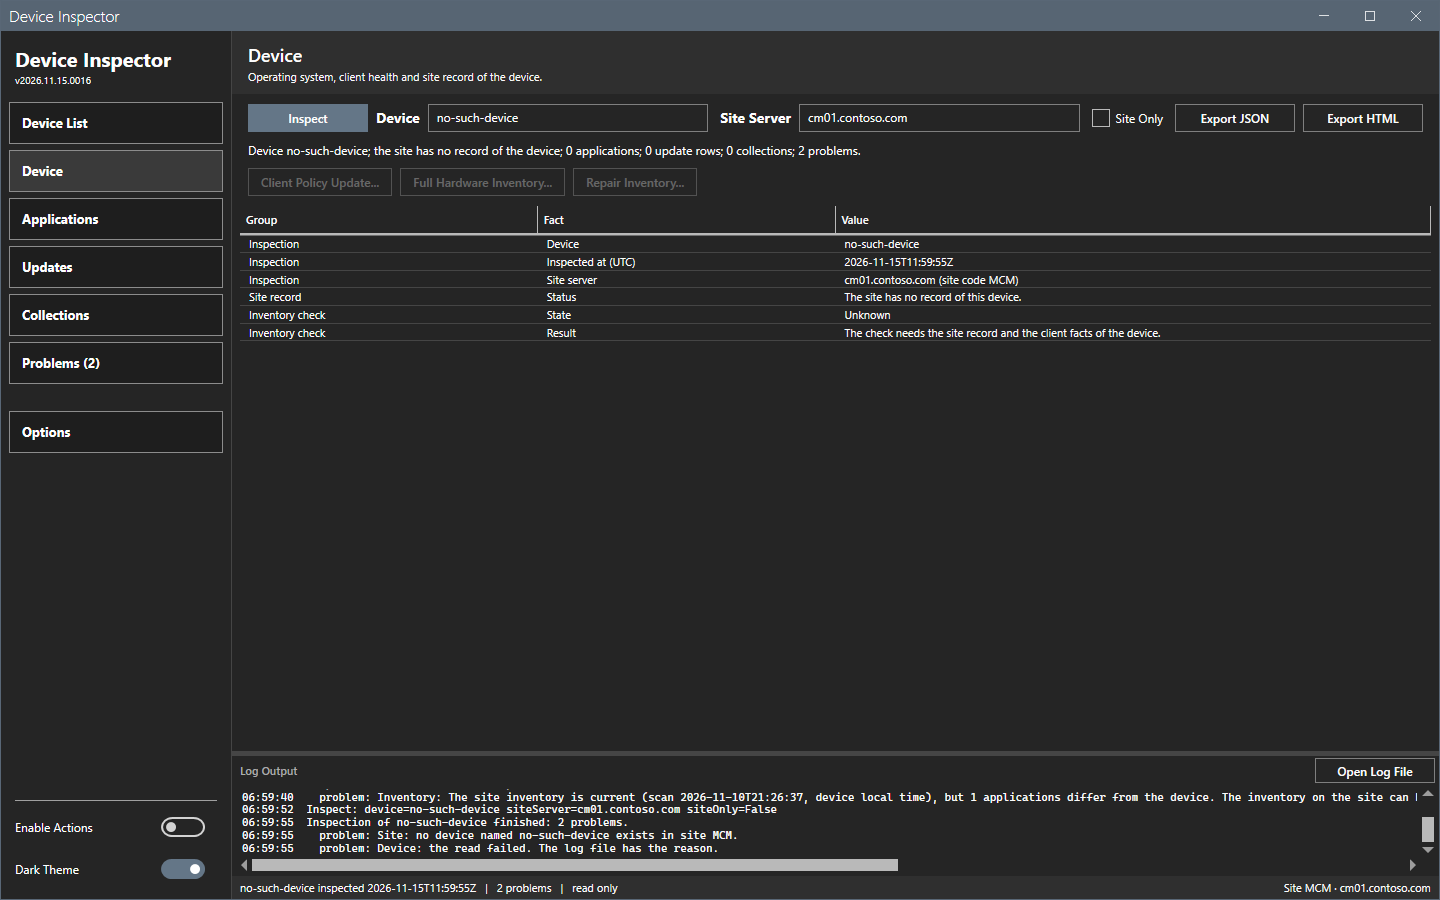 Device Inspector
Device Inspector
v2026.11.15.0016
Device List
Device
Applications
Updates
Collections
Problems (2)
Options
Enable Actions
Dark Theme
Device
Operating system, client health and site record of the device.
Inspect Device no-such-device Site Server cm01.contoso.com Site Only Export JSON Export HTML
Device no-such-device; the site has no record of the device; 0 applications; 0 update rows; 0 collections; 2 problems.
Client Policy Update... Full Hardware Inventory... Repair Inventory...
Group Fact Value
Inspection Device no-such-device
Inspection Inspected at (UTC) 2026-11-15T11:59:55Z
Inspection Site server cm01.contoso.com (site code MCM)
Site record Status The site has no record of this device.
Inventory check State Unknown
Inventory check Result The check needs the site record and the client facts of the device.
Log Output Open Log File
06:59:40 problem: Inventory: The site inventory is current (scan 2026-11-10T21:26:37, device local time), but 1 applications differ from the device. The inventory on the site can
06:59:52 Inspect: device=no-such-device siteServer=cm01.contoso.com siteOnly=False
06:59:55 Inspection of no-such-device finished: 2 problems.
06:59:55 problem: Site: no device named no-such-device exists in site MCM.
06:59:55 problem: Device: the read failed. The log file has the reason.
no-such-device inspected 2026-11-15T11:59:55Z | 2 problems | read only Site MCM · cm01.contoso.com